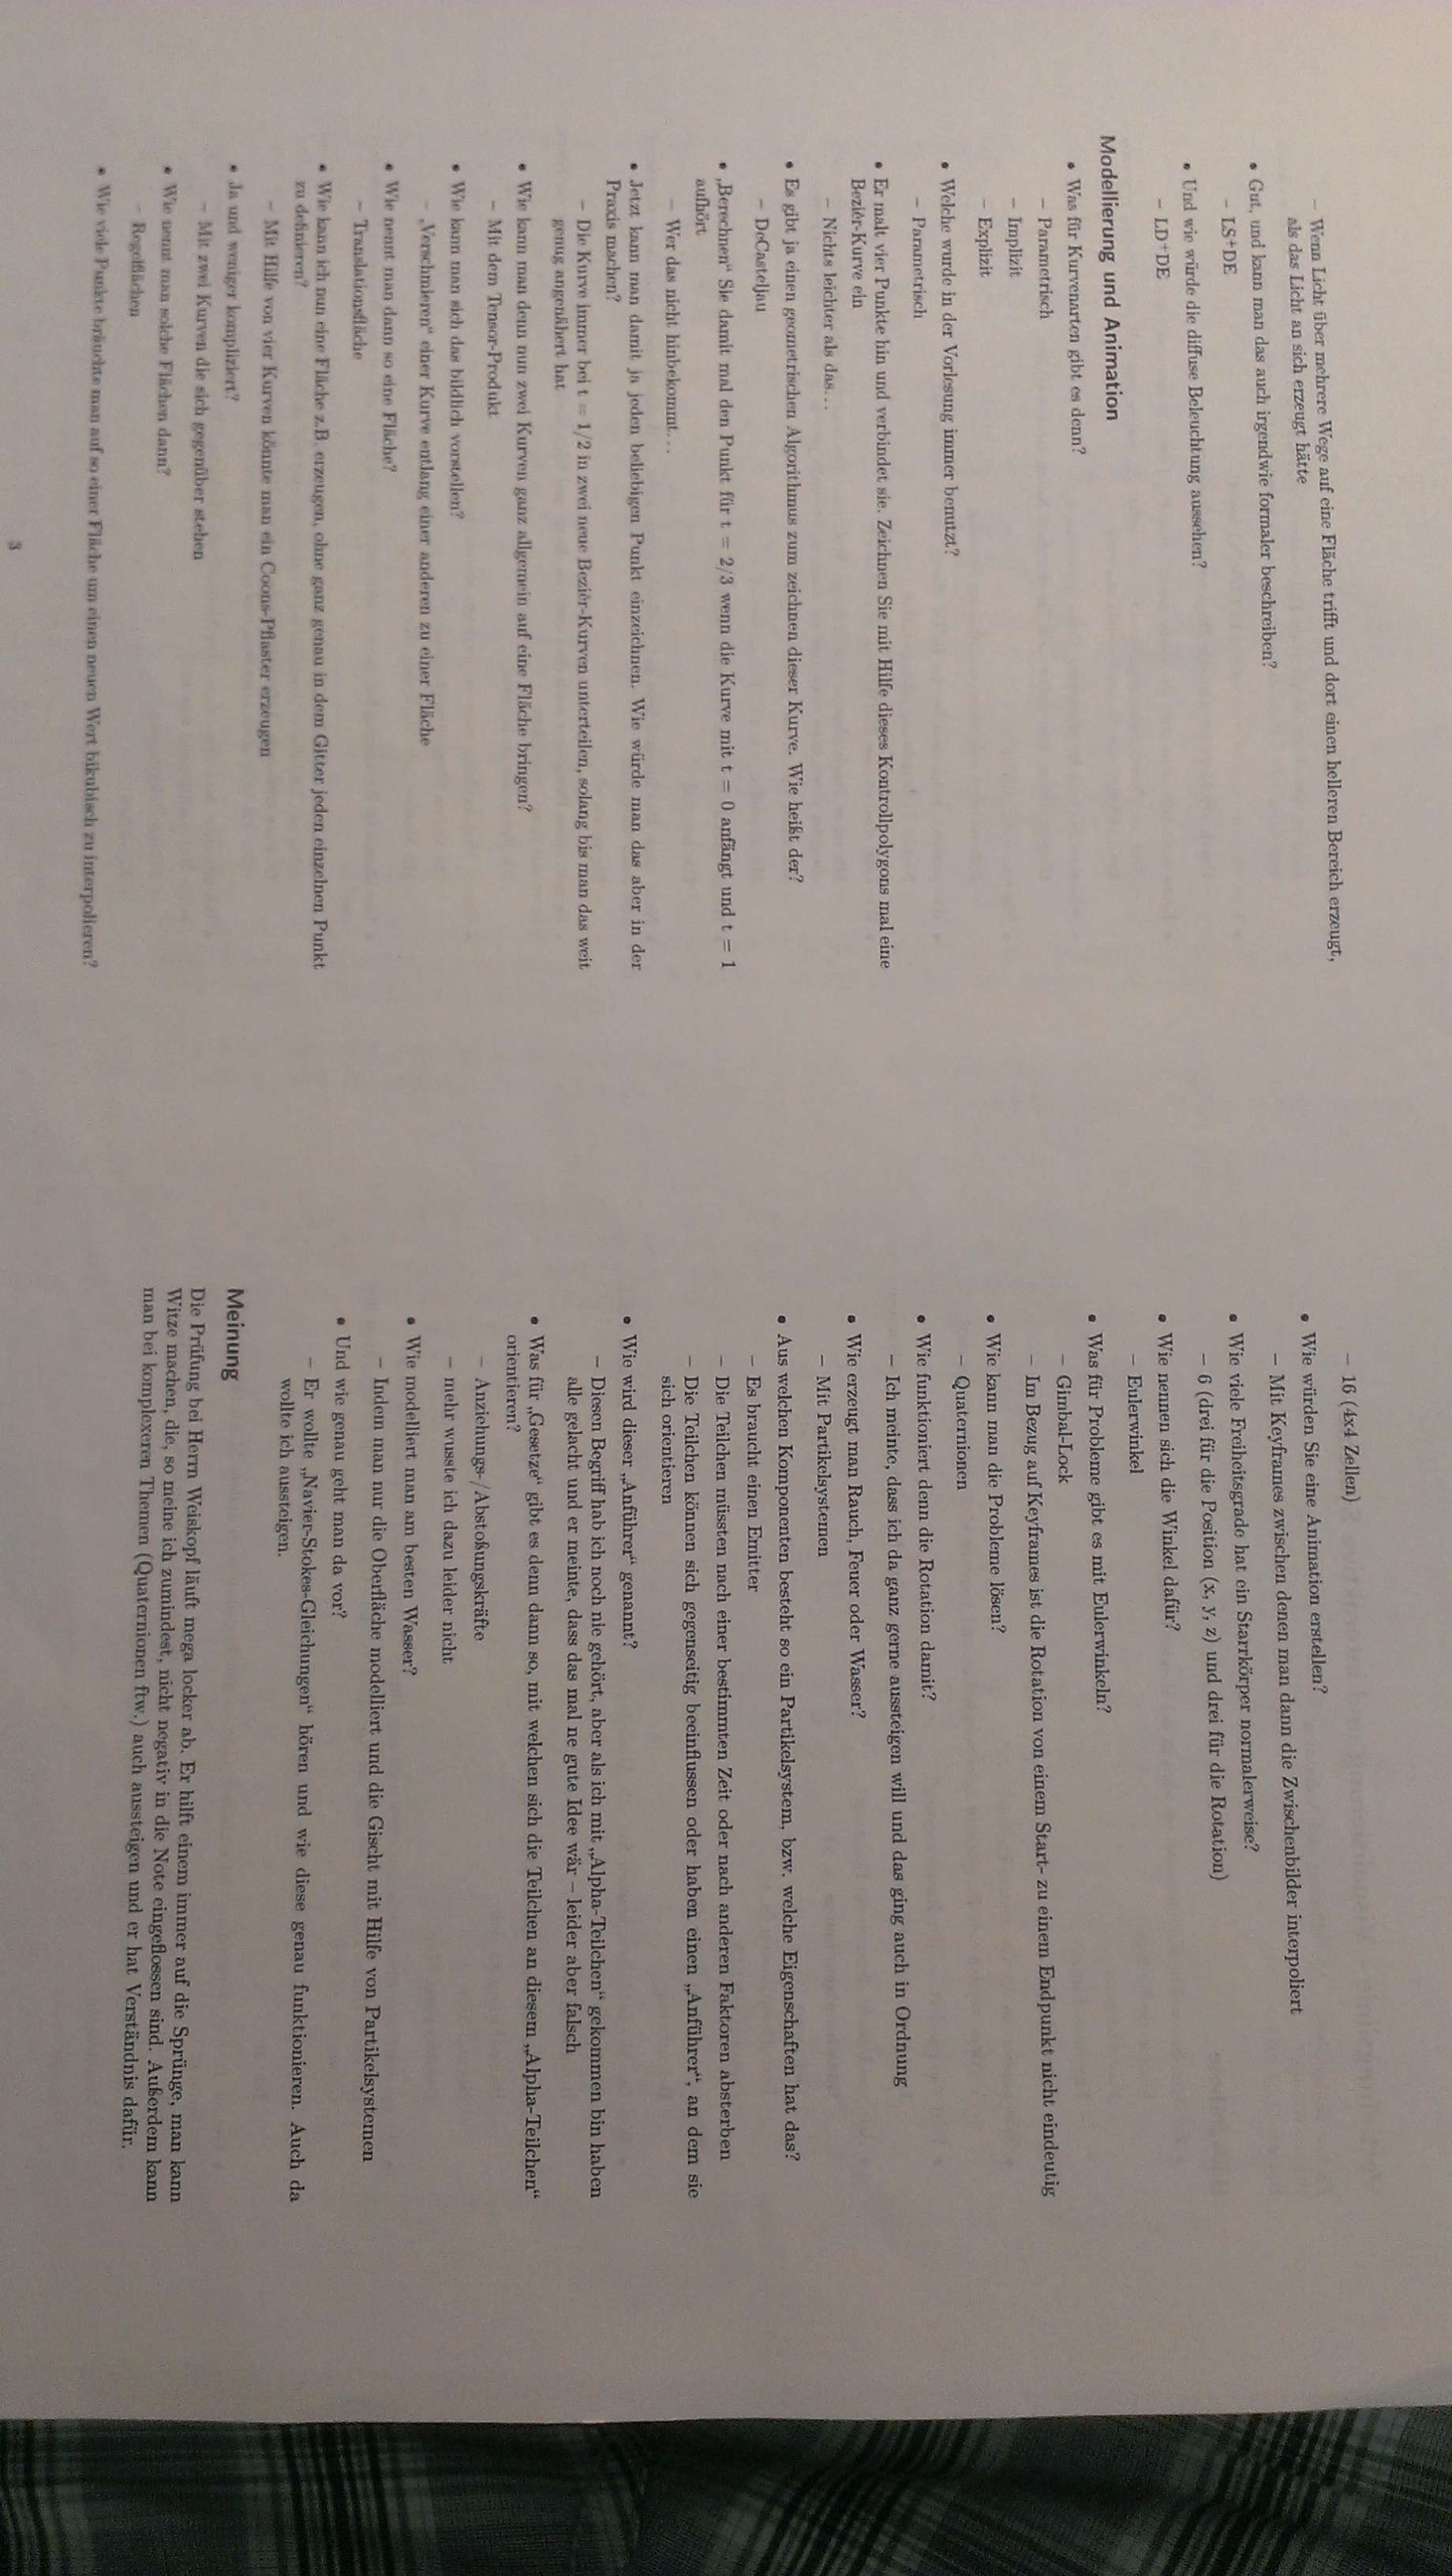 – Wenn Licht über mehrere Wege auf eine Fläche trifft und dort einen helleren Bereich erzeugt,
als das Licht an sich erzeugt hätte
• Gut, und kann man das auch irgendwie formaler beschreiben?
– LS⁺DE
• Und wie würde die diffuse Beleuchtung aussehen?
– LD⁺DE
Modellierung und Animation
• Was für Kurvenarten gibt es denn?
– Parametrisch
– Implizit
– Explizit
• Welche wurde in der Vorlesung immer benutzt?
– Parametrisch
• Er malt vier Punkte hin und verbindet sie. Zeichnen Sie mit Hilfe dieses Kontrollpolygons mal eine
Bezièr-Kurve ein
– Nichts leichter als das...
• Es gibt ja einen geometrischen Algorithmus zum zeichnen dieser Kurve. Wie heißt der?
– DeCasteljau
• „Berechnen“ Sie damit mal den Punkt für t = 2/3 wenn die Kurve mit t = 0 anfängt und t = 1
aufhört
– Wer das nicht hinbekommt...
• Jetzt kann man damit ja jeden beliebigen Punkt einzeichnen. Wie würde man das aber in der
Praxis machen?
– Die Kurve immer bei t = 1/2 in zwei neue Bezièr-Kurven unterteilen, solang bis man das weit
genug angenähert hat
• Wie kann man denn nun zwei Kurven ganz allgemein auf eine Fläche bringen?
– Mit dem Tensor-Produkt
• Wie kann man sich das bildlich vorstellen?
– „Verschmieren“ einer Kurve entlang einer anderen zu einer Fläche
• Wie nennt man dann so eine Fläche?
– Translationsfläche
• Wie kann ich nun eine Fläche z.B. erzeugen, ohne ganz genau in dem Gitter jeden einzelnen Punkt
zu definieren?
– Mit Hilfe von vier Kurven könnte man ein Coons-Pflaster erzeugen
• Ja und weniger kompliziert?
– Mit zwei Kurven die sich gegenüber stehen
• Wie nennt man solche Flächen dann?
– Regelflächen
• Wie viele Punkte bräuchte man auf so einer Fläche um einen neuen Wert bikubisch zu interpolieren?
3
– 16 (4x4 Zellen)
• Wie würden Sie eine Animation erstellen?
– Mit Keyframes zwischen denen man dann die Zwischenbilder interpoliert
• Wie viele Freiheitsgrade hat ein Starrkörper normalerweise?
– 6 (drei für die Position (x, y, z) und drei für die Rotation)
• Wie nennen sich die Winkel dafür?
– Eulerwinkel
• Was für Probleme gibt es mit Eulerwinkeln?
– Gimbal-Lock
– Im Bezug auf Keyframes ist die Rotation von einem Start- zu einem Endpunkt nicht eindeutig
• Wie kann man die Probleme lösen?
– Quaternionen
• Wie funktioniert denn die Rotation damit?
– Ich meinte, dass ich da ganz gerne aussteigen will und das ging auch in Ordnung
• Wie erzeugt man Rauch, Feuer oder Wasser?
– Mit Partikelsystemen
• Aus welchen Komponenten besteht so ein Partikelsystem, bzw. welche Eigenschaften hat das?
– Es braucht einen Emitter
– Die Teilchen müssten nach einer bestimmten Zeit oder nach anderen Faktoren absterben
– Die Teilchen können sich gegenseitig beeinflussen oder haben einen „Anführer“, an dem sie
sich orientieren
• Wie wird dieser „Anführer“ genannt?
– Diesen Begriff hab ich noch nie gehört, aber als ich mit „Alpha-Teilchen“ gekommen bin haben
alle gelacht und er meinte, dass das mal ne gute Idee wär – leider aber falsch
• Was für „Gesetze“ gibt es denn dann so, mit welchen sich die Teilchen an diesem „Alpha-Teilchen“
orientieren?
– Anziehungs-/Abstoßungskräfte
– mehr wusste ich dazu leider nicht
• Wie modelliert man am besten Wasser?
– Indem man nur die Oberfläche modelliert und die Gischt mit Hilfe von Partikelsystemen
• Und wie genau geht man da vor?
– Er wollte „Navier-Stokes-Gleichungen“ hören und wie diese genau funktionieren. Auch da
wollte ich aussteigen.
Meinung
Die Prüfung bei Herrn Weiskopf läuft mega locker ab. Er hilft einem immer auf die Sprünge, man kann
Witze machen, die, so meine ich zumindest, nicht negativ in die Note eingeflossen sind. Außerdem kann
man bei komplexeren Themen (Quaternionen ftw.) auch aussteigen und er hat Verständnis dafür.